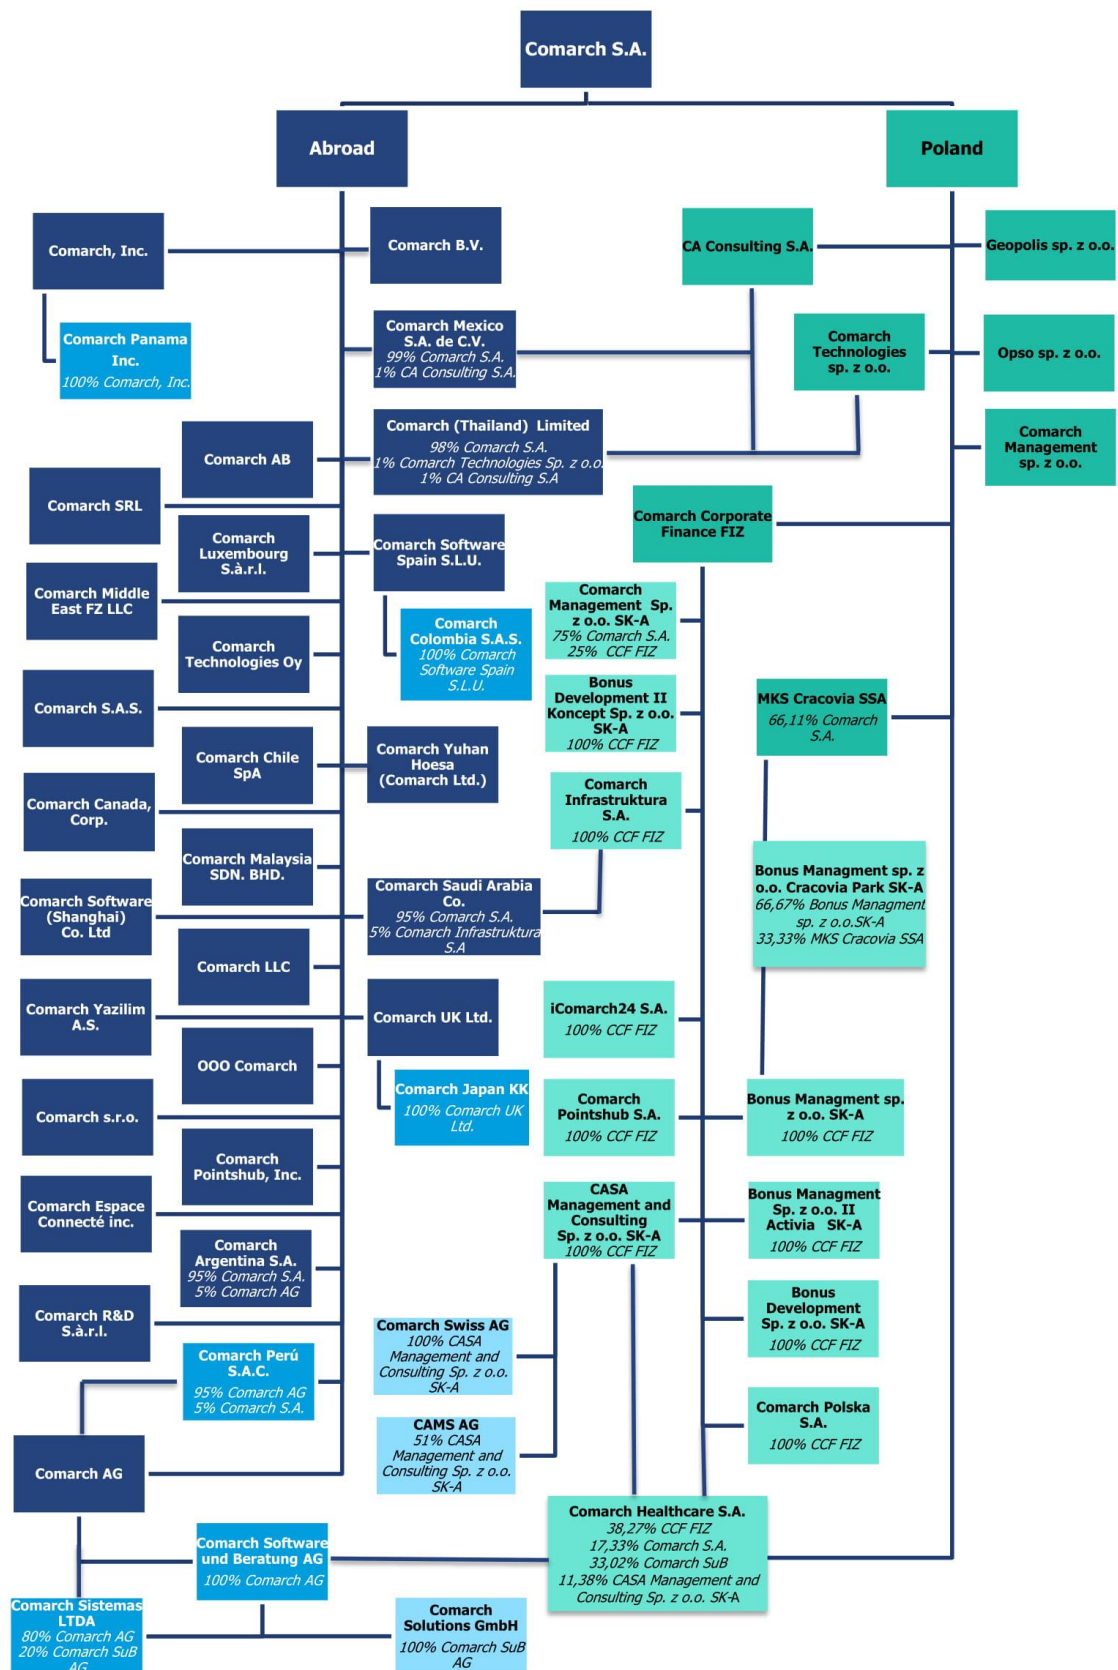 Comarch S.A.
Abroad
Poland
Comarch, Inc.
Comarch B.V.
CA Consulting S.A.
Geopolis sp. z o.o.
Comarch Panama
Inc.
100% Comarch, Inc.
Comarch Mexico
S.A. de C.V.
99% Comarch S.A.
1% CA Consulting S.A.
Comarch
Technologies
sp. z o.o.
Opso sp. z o.o.
Comarch AB
Comarch (Thailand) Limited
98% Comarch S.A.
1% Comarch Technologies Sp. z o.o.
1% CA Consulting S.A
Comarch
Management
sp. z o.o.
Comarch SRL
Comarch
Luxembourg
S.à.r.l.
Comarch Software
Spain S.L.U.
Comarch Corporate
Finance FIZ
Comarch Middle
East FZ LLC
Comarch
Technologies Oy
Comarch
Colombia S.A.S.
100% Comarch
Software Spain
S.L.U.
Comarch
Management Sp.
z o.o. SK-A
75% Comarch S.A.
25% CCF FIZ
Comarch S.A.S.
Bonus
Development II
Koncept Sp. z o.o.
SK-A
100% CCF FIZ
MKS Cracovia SSA
66,11% Comarch
S.A.
Comarch Chile
SpA
Comarch Yuhan
Hoesa
(Comarch Ltd.)
Comarch
Infrastruktura
S.A.
100% CCF FIZ
Comarch Canada,
Corp.
Comarch Malaysia
SDN. BHD.
Comarch Software
(Shanghai)
Co. Ltd
Comarch Saudi Arabia
Co.
95% Comarch S.A.
5% Comarch Infrastruktura
S.A
Bonus Managment sp. z
o.o. Cracovia Park SK-A
66,67% Bonus Managment
sp. z o.o.SK-A
33,33% MKS Cracovia SSA
Comarch LLC
Comarch Yazilim
A.S.
Comarch UK Ltd.
iComarch24 S.A.
100% CCF FIZ
OOO Comarch
Comarch Japan KK
100% Comarch UK
Ltd.
Comarch s.r.o.
Comarch
Pointshub S.A.
100% CCF FIZ
Bonus Managment sp.
z o.o. SK-A
100% CCF FIZ
Comarch
Pointshub, Inc.
Comarch Espace
Connecté inc.
CASA
Management and
Consulting
Sp. z o.o. SK-A
100% CCF FIZ
Bonus Managment
Sp. z o.o. II
Activia SK-A
100% CCF FIZ
Comarch
Argentina S.A.
95% Comarch S.A.
5% Comarch AG
Comarch R&D
S.à.r.l.
Comarch Swiss AG
100% CASA
Management and
Consulting Sp. z o.o.
SK-A
Bonus
Development
Sp. z o.o. SK-A
100% CCF FIZ
Comarch Perú
S.A.C.
95% Comarch AG
5% Comarch S.A.
CAMS AG
51% CASA
Management and
Consulting Sp. z o.o.
SK-A
Comarch Polska
S.A.
100% CCF FIZ
Comarch AG
Comarch Software
und Beratung AG
100% Comarch AG
Comarch Healthcare S.A.
38,27% CCF FIZ
17,33% Comarch S.A.
33,02% Comarch SuB
11,38% CASA Management and
Consulting Sp. z o.o. SK-A
Comarch Sistemas
LTDA
80% Comarch AG
20% Comarch SuB
AG
Comarch
Solutions GmbH
100% Comarch SuB
AG